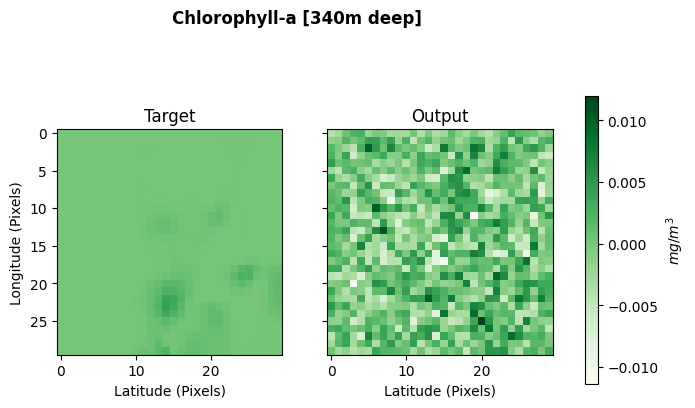 Chlorophyll-a [340m deep]
Target
Output
0
5
10
15
20
25
Longitude (Pixels)
0
10
20
Latitude (Pixels)
0
10
20
Latitude (Pixels)
0.010
0.005
0.000
−0.005
−0.010
mg/m³